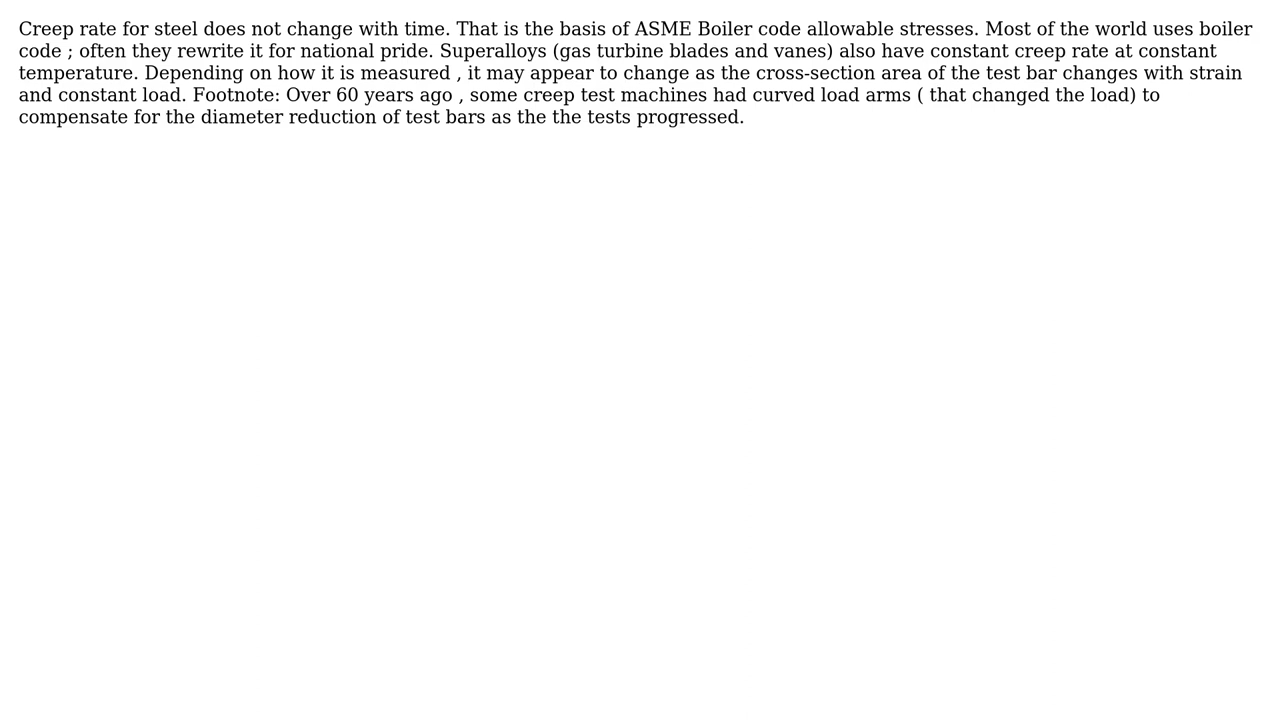 Creep rate for steel does not change with time. That is the basis of ASME Boiler code allowable stresses. Most of the world uses boiler
code ; often they rewrite it for national pride. Superalloys (gas turbine blades and vanes) also have constant creep rate at constant
temperature. Depending on how it is measured , it may appear to change as the cross-section area of the test bar changes with strain
and constant load. Footnote: Over 60 years ago , some creep test machines had curved load arms ( that changed the load) to
compensate for the diameter reduction of test bars as the the tests progressed.